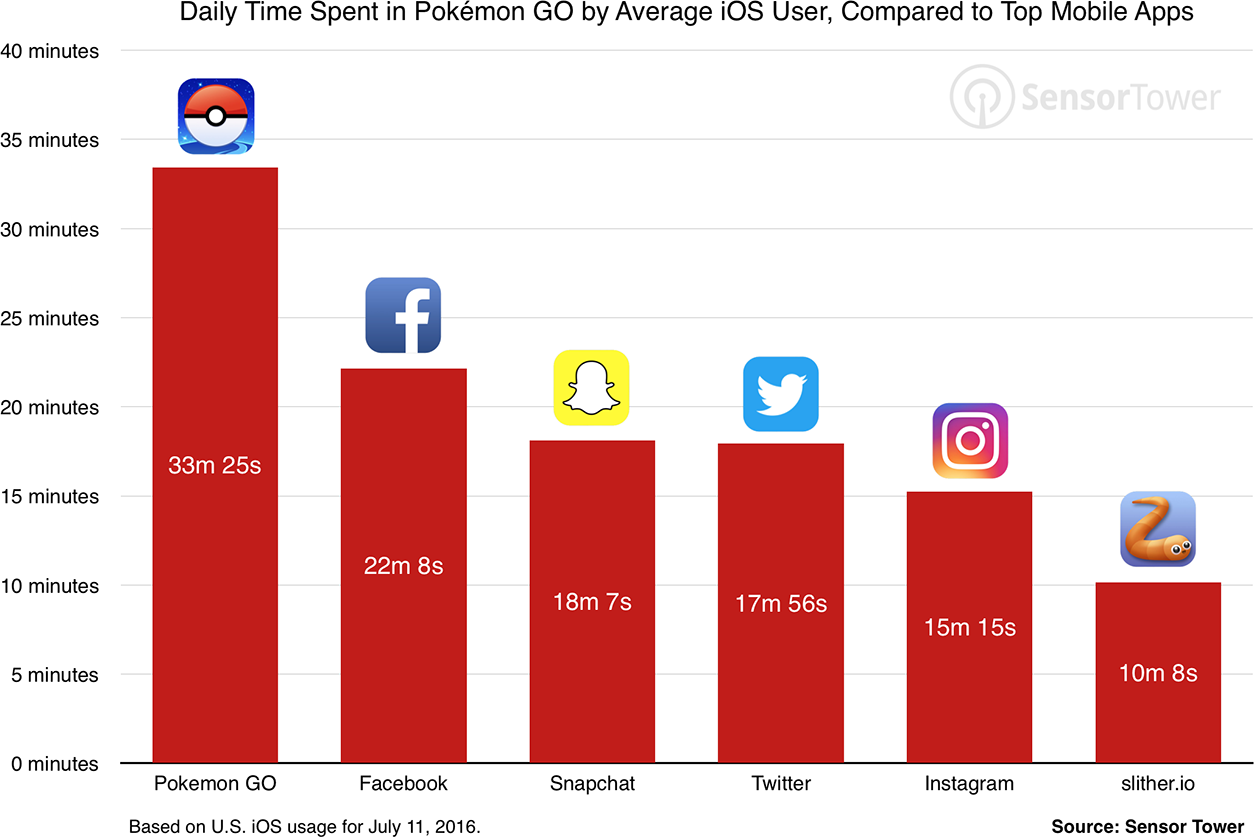 Daily Time Spent in Pokémon GO by Average iOS User, Compared to Top Mobile Apps
40 minutes
SensorTower
35 minutes
30 minutes
25 minutes
20 minutes
15 minutes
10 minutes
5 minutes
0 minutes
33m 25s
22m 8s
18m 7s
17m 56s
15m 15s
10m 8s
Pokemon GO
Facebook
Snapchat
Twitter
Instagram
slither.io
Based on U.S. iOS usage for July 11, 2016.
Source: Sensor Tower